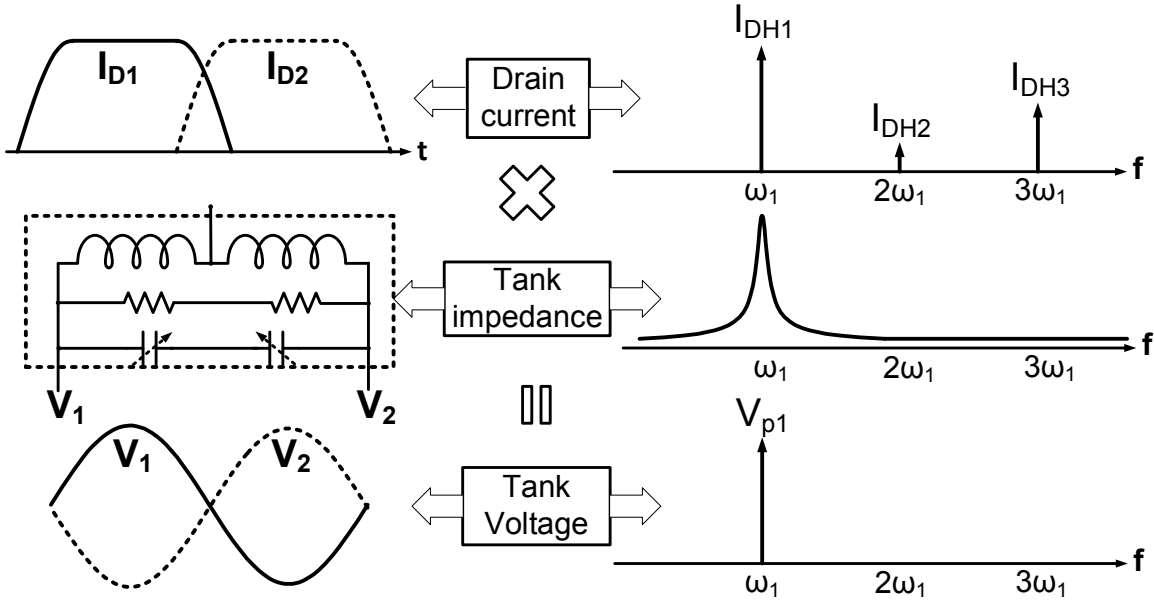 I_DH1
I_D1
I_D2
Drain
current
I_DH2
I_DH3
t
f
ω₁
2ω₁
3ω₁
Tank
impedance
f
ω₁
2ω₁
3ω₁
V₁
V₂
V_p1
V₁
V₂
Tank
Voltage
f
ω₁
2ω₁
3ω₁